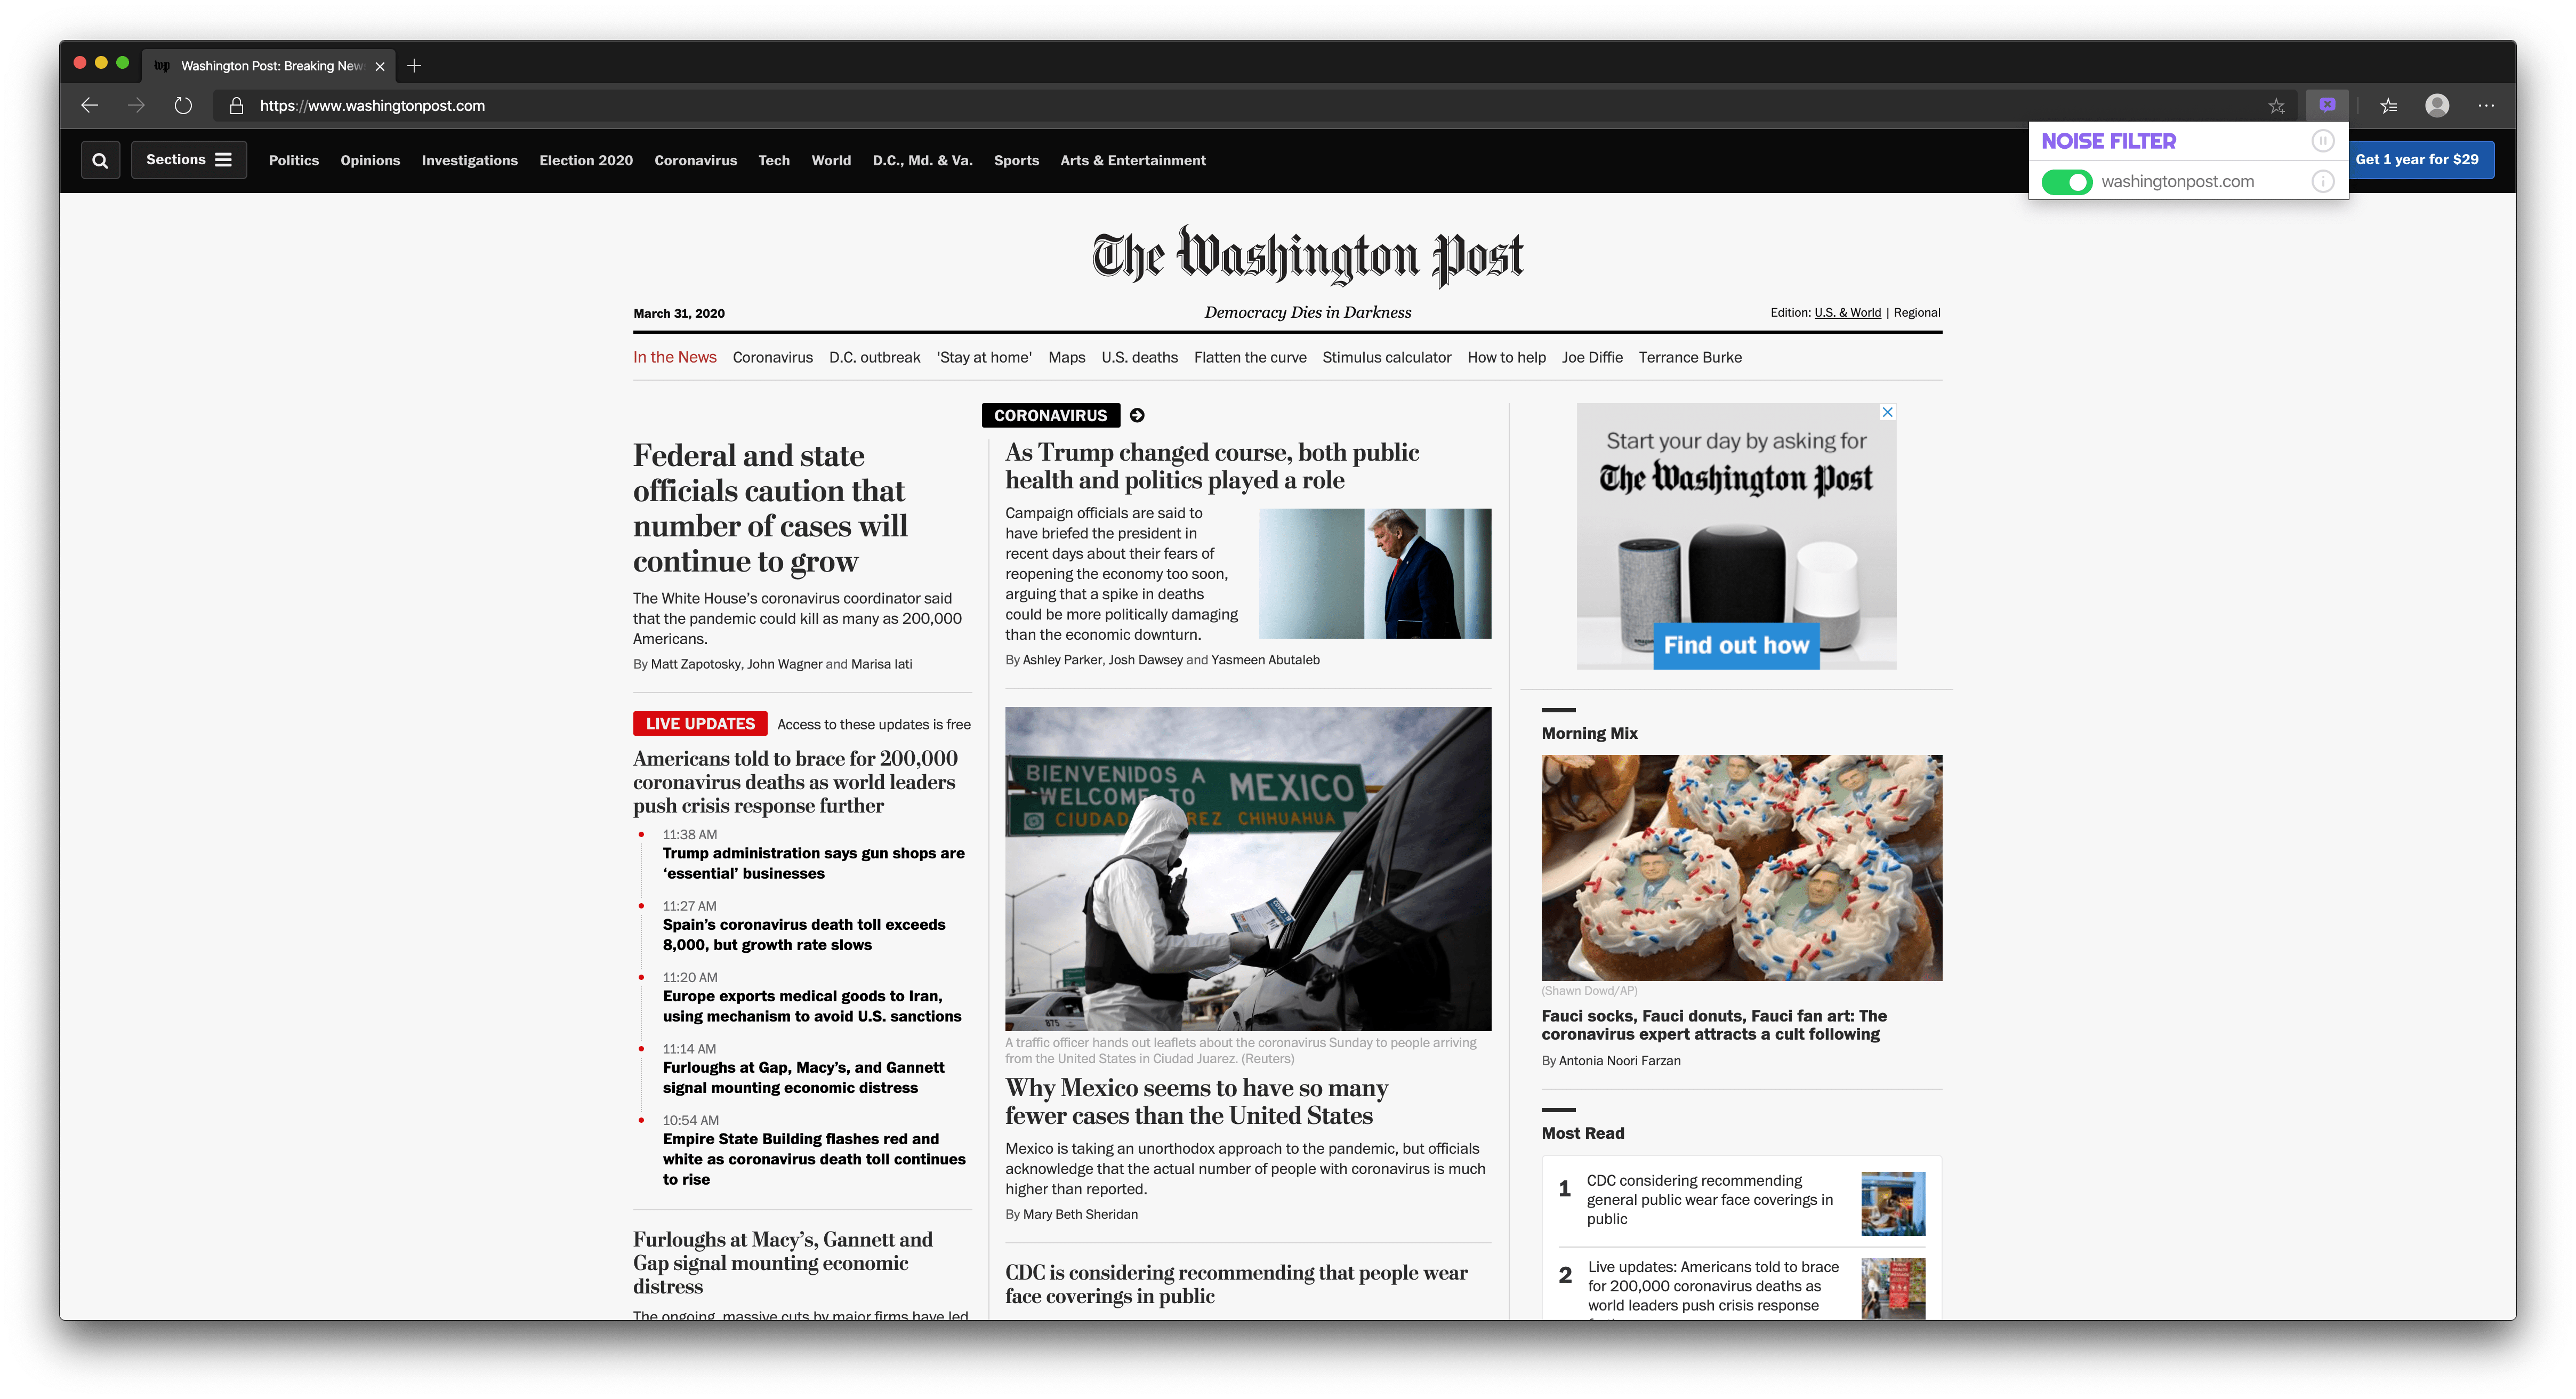 Washington Post: Breaking New
https://www.washingtonpost.com
NOISE FILTER
washingtonpost.com
Sections
Politics
Opinions
Investigations
Election 2020
Coronavirus
Tech
World
D.C., Md. & Va.
Sports
Arts & Entertainment
Get 1 year for $29
The Washington Post
March 31, 2020
Democracy Dies in Darkness
Edition: U.S. & World | Regional
In the News
Coronavirus
D.C. outbreak
'Stay at home'
Maps
U.S. deaths
Flatten the curve
Stimulus calculator
How to help
Joe Diffie
Terrance Burke
CORONAVIRUS
Federal and state
officials caution that
number of cases will
continue to grow
The White House’s coronavirus coordinator said
that the pandemic could kill as many as 200,000
Americans.
By Matt Zapotosky, John Wagner and Marisa Iati
LIVE UPDATES
Access to these updates is free
Americans told to brace for 200,000
coronavirus deaths as world leaders
push crisis response further
11:38 AM
Trump administration says gun shops are
‘essential’ businesses
11:27 AM
Spain’s coronavirus death toll exceeds
8,000, but growth rate slows
11:20 AM
Europe exports medical goods to Iran,
using mechanism to avoid U.S. sanctions
11:14 AM
Furloughs at Gap, Macy’s, and Gannett
signal mounting economic distress
10:54 AM
Empire State Building flashes red and
white as coronavirus death toll continues
to rise
Furloughs at Macy’s, Gannett and
Gap signal mounting economic
distress
The ongoing, massive cuts by major firms have led
As Trump changed course, both public
health and politics played a role
Campaign officials are said to
have briefed the president in
recent days about their fears of
reopening the economy too soon,
arguing that a spike in deaths
could be more politically damaging
than the economic downturn.
By Ashley Parker, Josh Dawsey and Yasmeen Abutaleb
BIENVENIDOS A
WELCOME TO
MEXICO
CIUDAD REZ CHIHUAHUA
COVID-19
875
A traffic officer hands out leaflets about the coronavirus Sunday to people arriving
from the United States in Ciudad Juarez. (Reuters)
Why Mexico seems to have so many
fewer cases than the United States
Mexico is taking an unorthodox approach to the pandemic, but officials
acknowledge that the actual number of people with coronavirus is much
higher than reported.
By Mary Beth Sheridan
CDC is considering recommending that people wear
face coverings in public
Start your day by asking for
The Washington Post
amazon
Find out how
Morning Mix
(Shawn Dowd/AP)
Fauci socks, Fauci donuts, Fauci fan art: The
coronavirus expert attracts a cult following
By Antonia Noori Farzan
Most Read
1
CDC considering recommending
general public wear face coverings in
public
2
Live updates: Americans told to brace
for 200,000 coronavirus deaths as
world leaders push crisis response